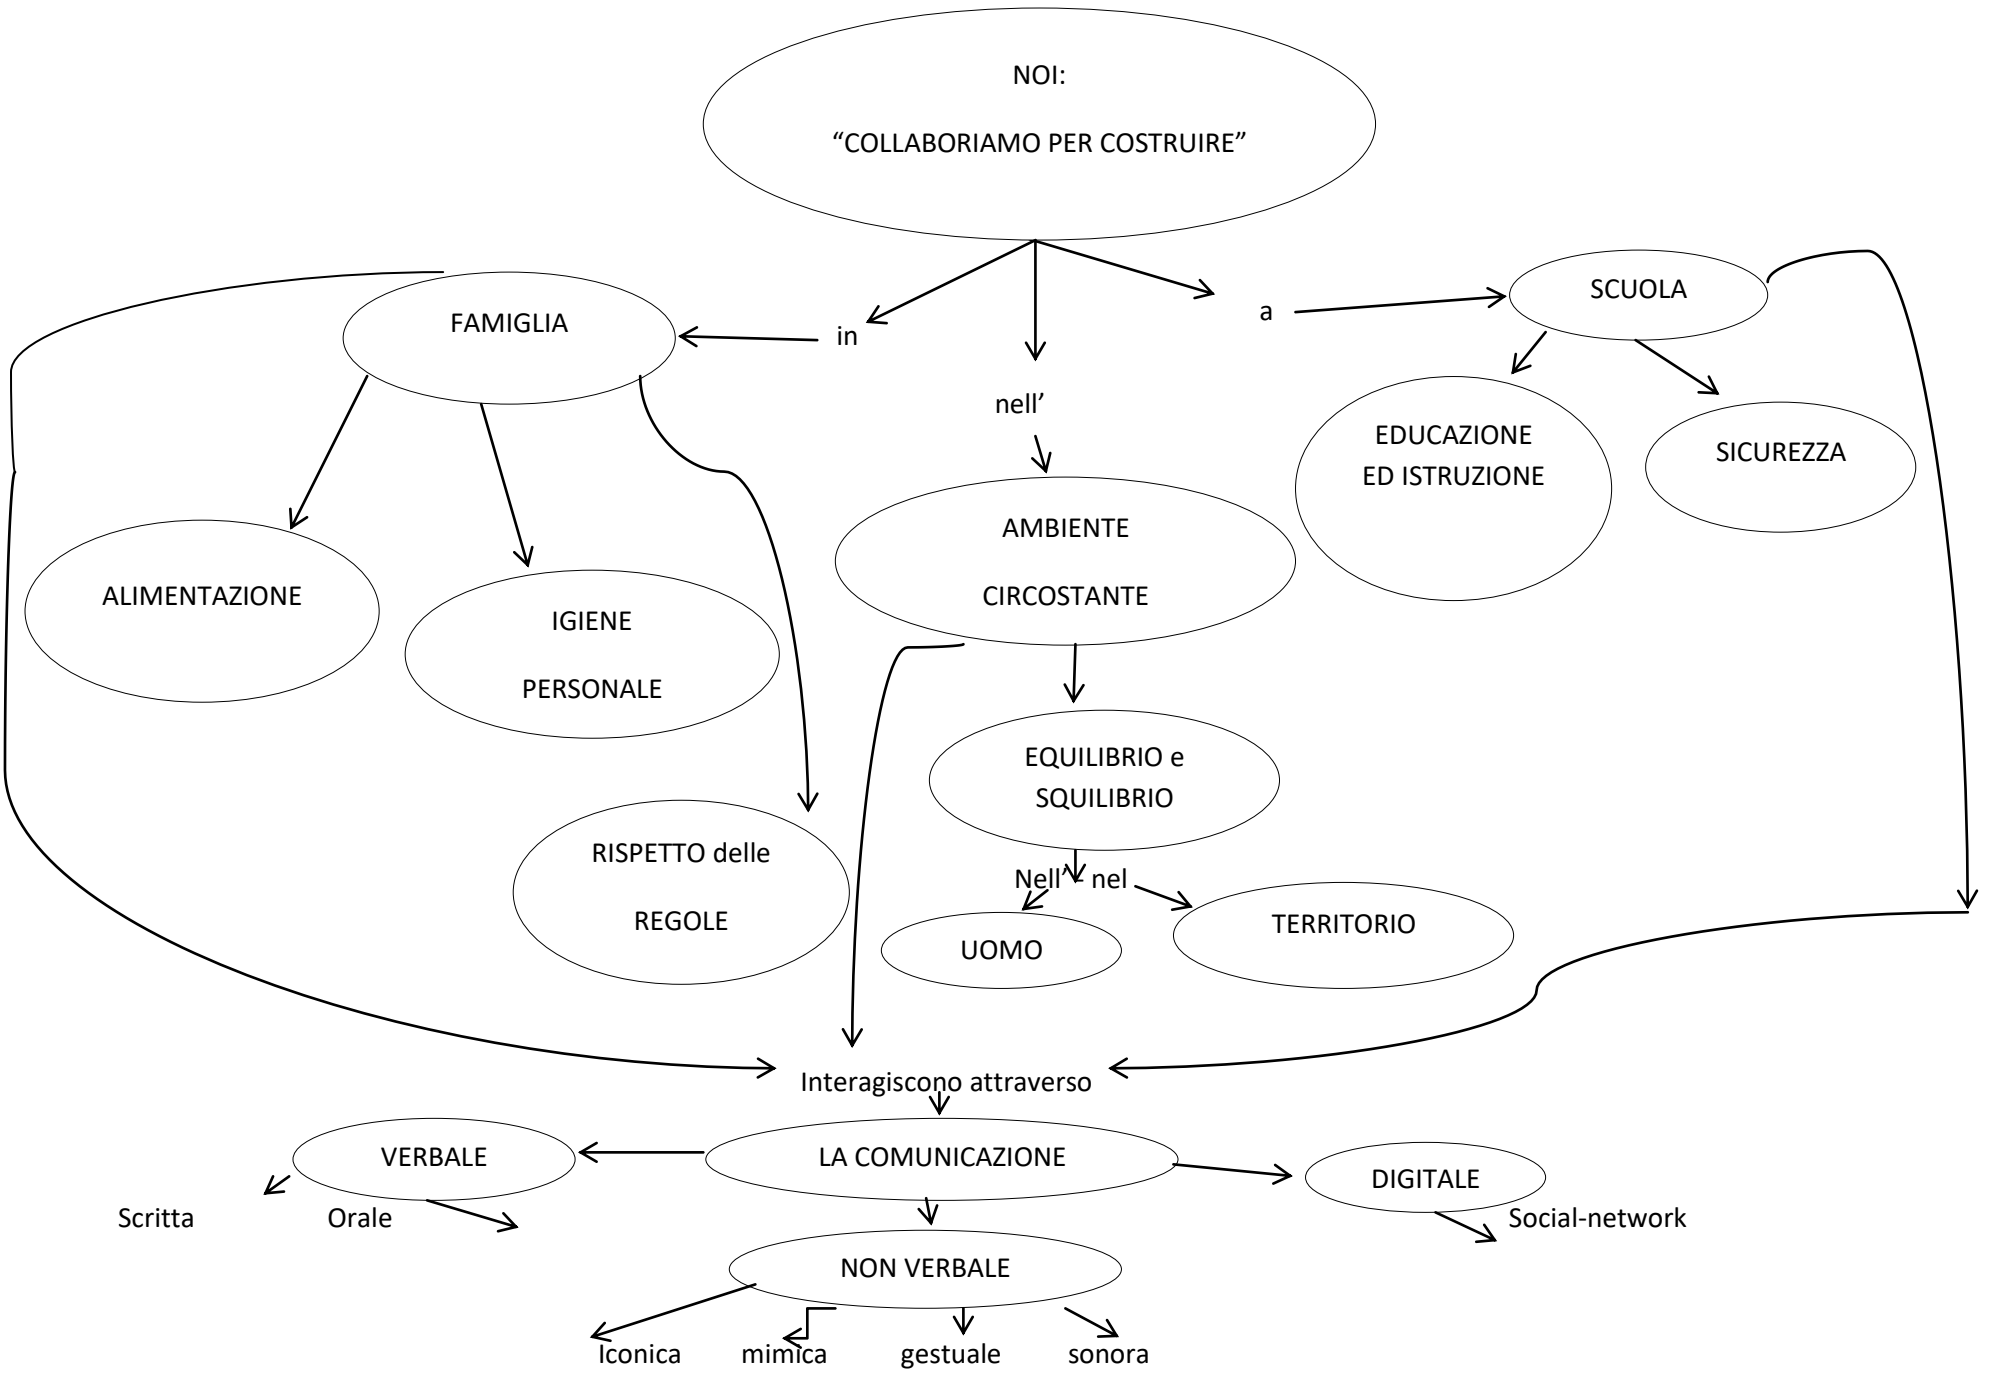 NOI:
“COLLABORIAMO PER COSTRUIRE”
SCUOLA
a
FAMIGLIA
in
nell’
EDUCAZIONE
ED ISTRUZIONE
SICUREZZA
AMBIENTE
CIRCOSTANTE
ALIMENTAZIONE
IGIENE
PERSONALE
EQUILIBRIO e
SQUILIBRIO
RISPETTO delle
REGOLE
Nell’ - nel
UOMO
TERRITORIO
Interagiscono attraverso
VERBALE
LA COMUNICAZIONE
DIGITALE
Scritta
Orale
Social-network
NON VERBALE
Iconica
mimica
gestuale
sonora